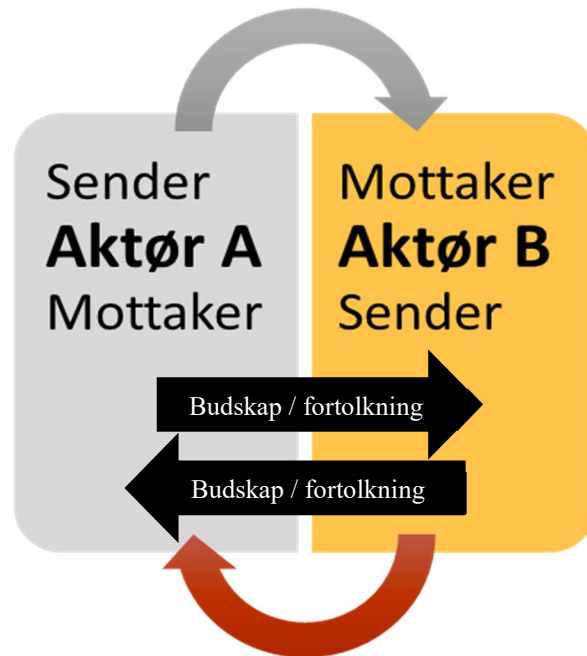 Sender
Aktør A
Mottaker
Mottaker
Aktør B
Sender
Budskap / fortolkning
Budskap / fortolkning